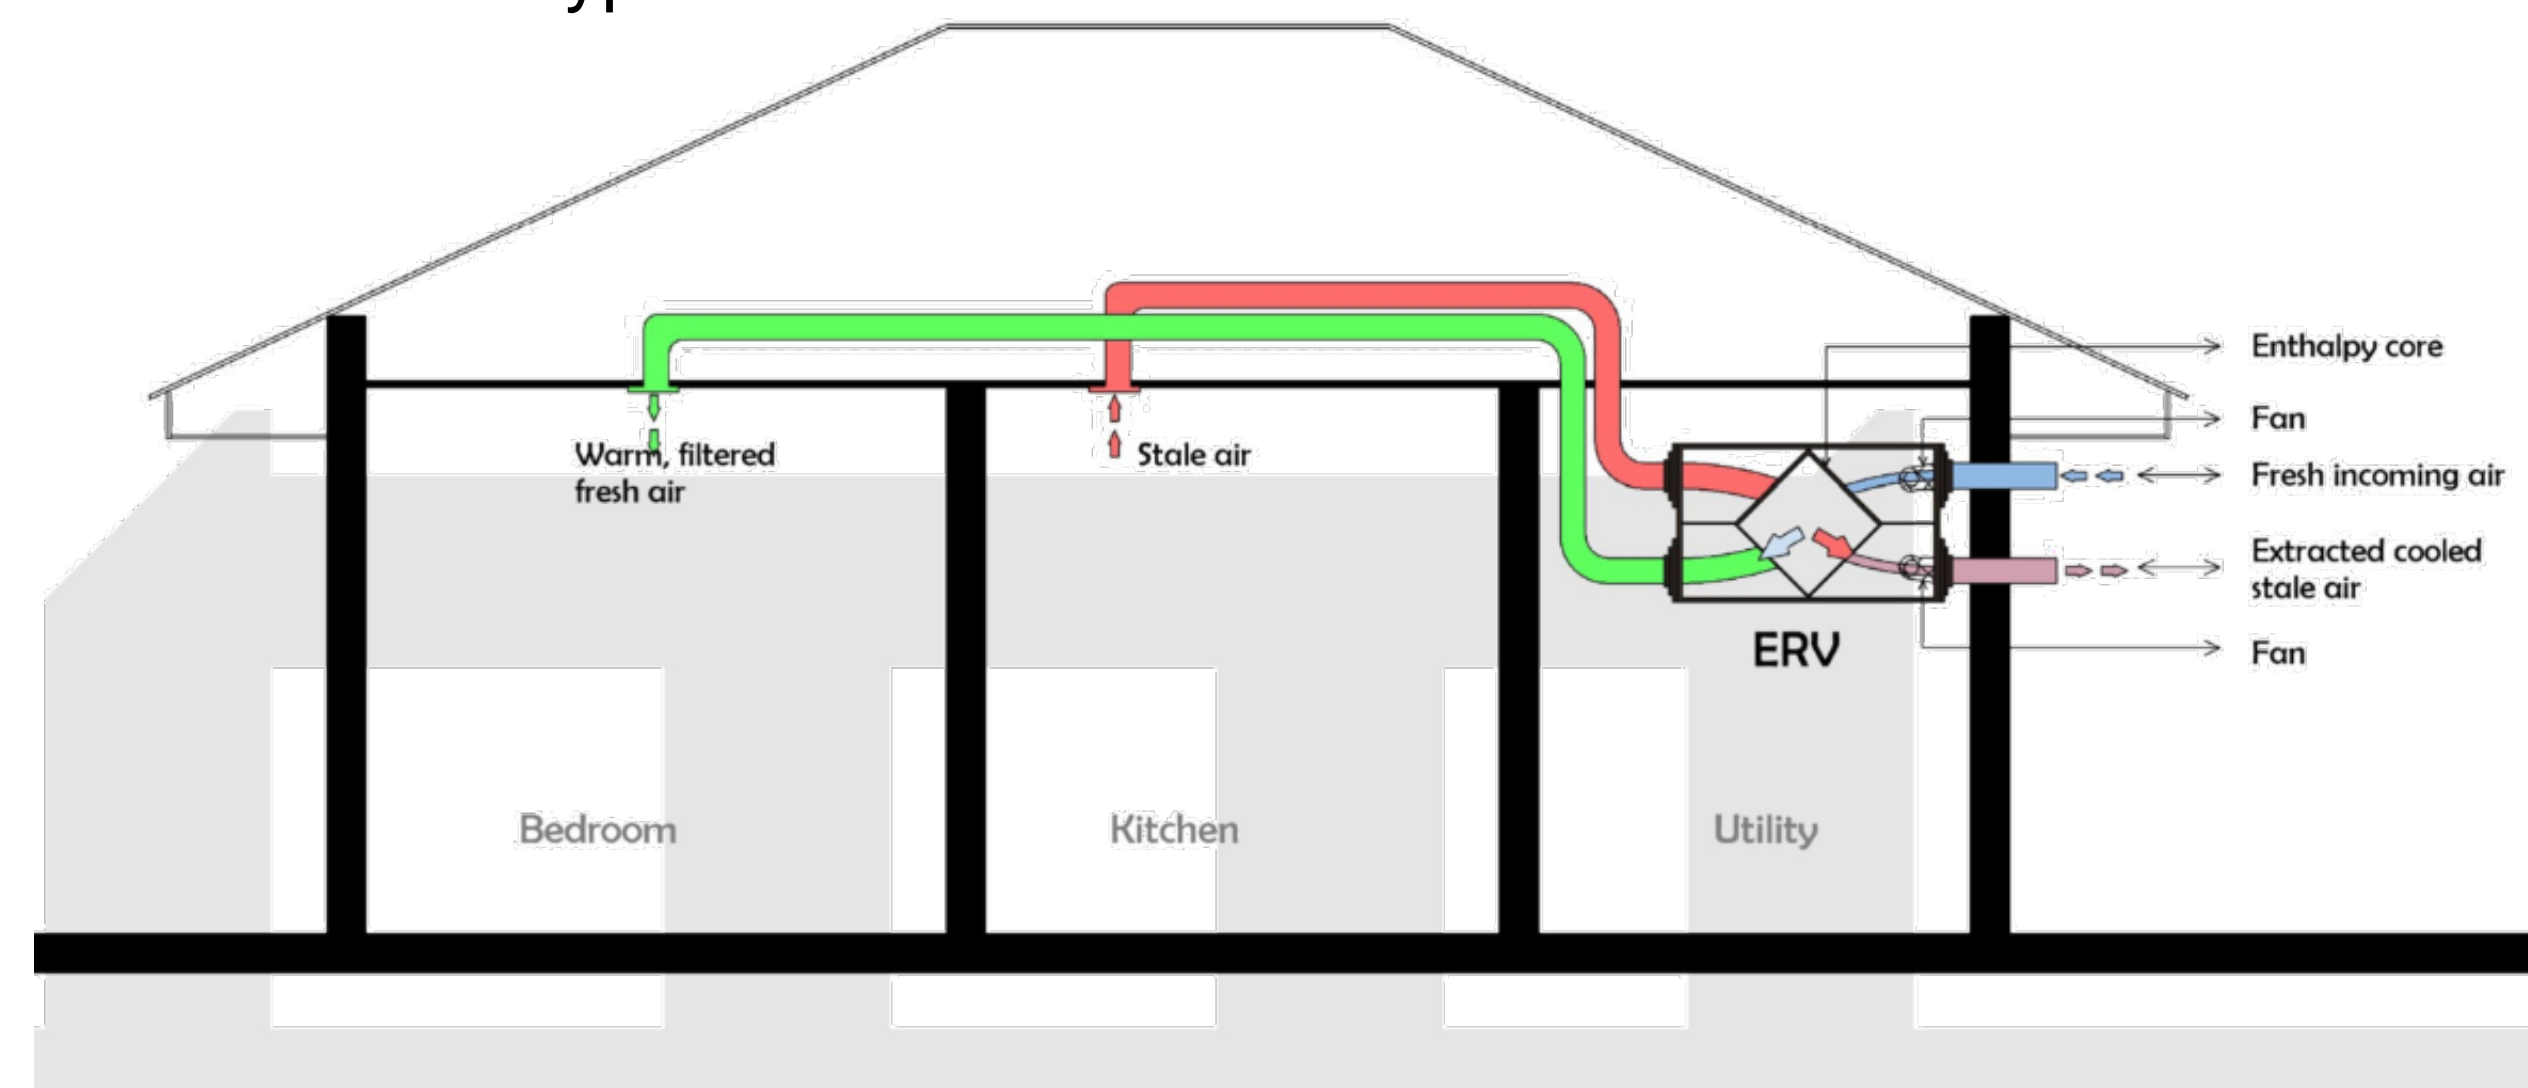 Enthalpy core
Fan
Warm, filtered
fresh air
Stale air
Fresh incoming air
Extracted cooled
stale air
ERV
Fan
Bedroom
Kitchen
Utility